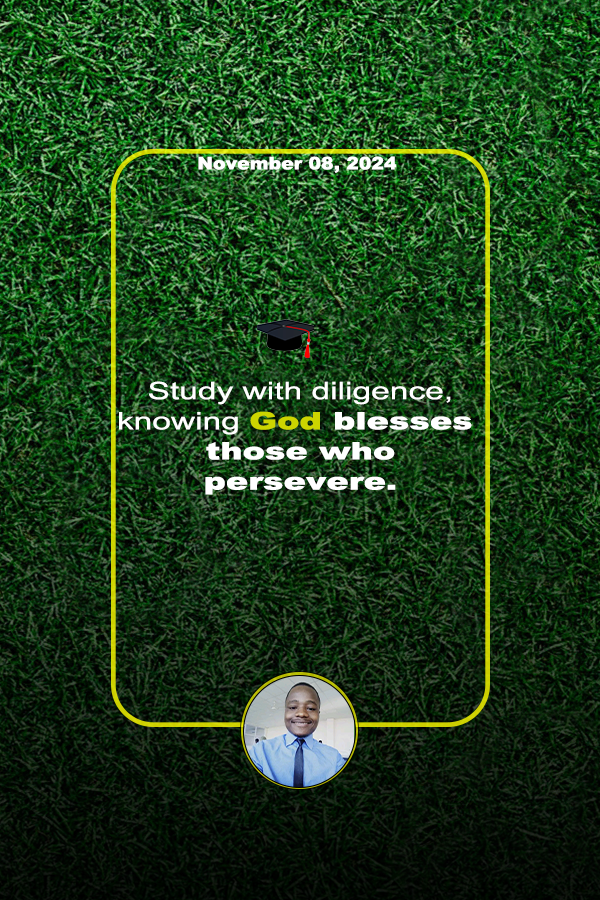 November 08, 2024
Study with diligence,
knowing God blesses
those who
persevere.